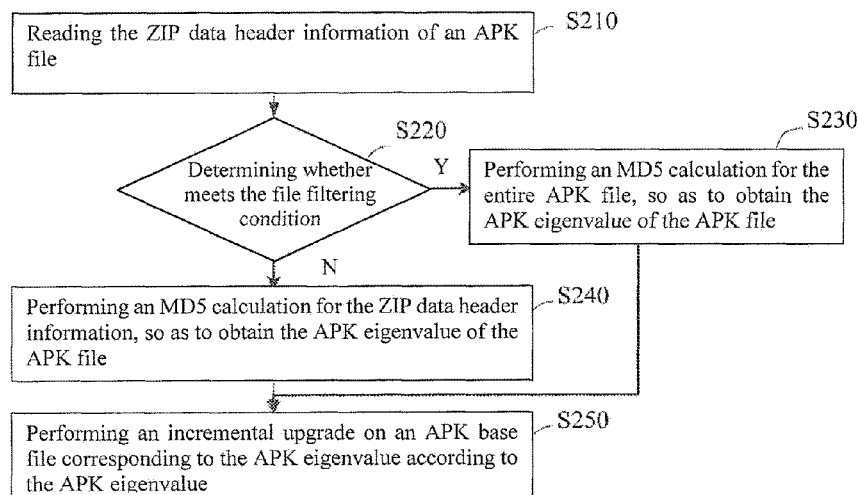 Reading the ZIP data header information of an APK
file
S210
Determining whether
meets the file filtering
condition
S220
Y
N
Performing an MD5 calculation for the
entire APK file, so as to obtain the
APK eigenvalue of the APK file
S230
Performing an MD5 calculation for the ZIP data header
information, so as to obtain the APK eigenvalue of the
APK file
S240
Performing an incremental upgrade on an APK base
file corresponding to the APK eigenvalue according to
the APK eigenvalue
S250